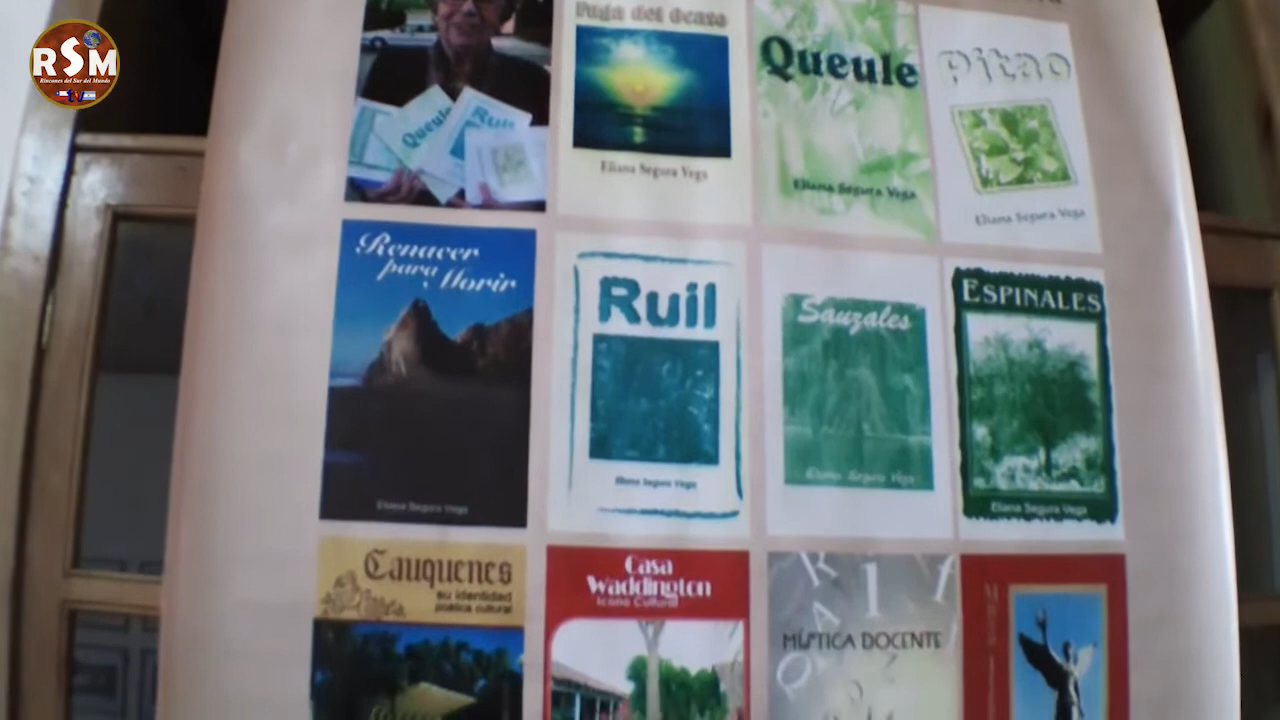 RSM
Rincones del Sur del Mundo
tv
Queule
Ruil
Fuga del Ocaso
Eliana Segura Vega
Queule
Eliana Segura Vega
Pitao
Eliana Segura Vega
Renacer
para Morir
Eliana Segura Vega
Ruil
Eliana Segura Vega
Sauzales
Eliana Segura Vega
ESPINALES
Eliana Segura Vega
Cauquenes
su identidad
poética cultural
Casa
Waddington
Icono Cultural
MÍSTICA DOCENTE